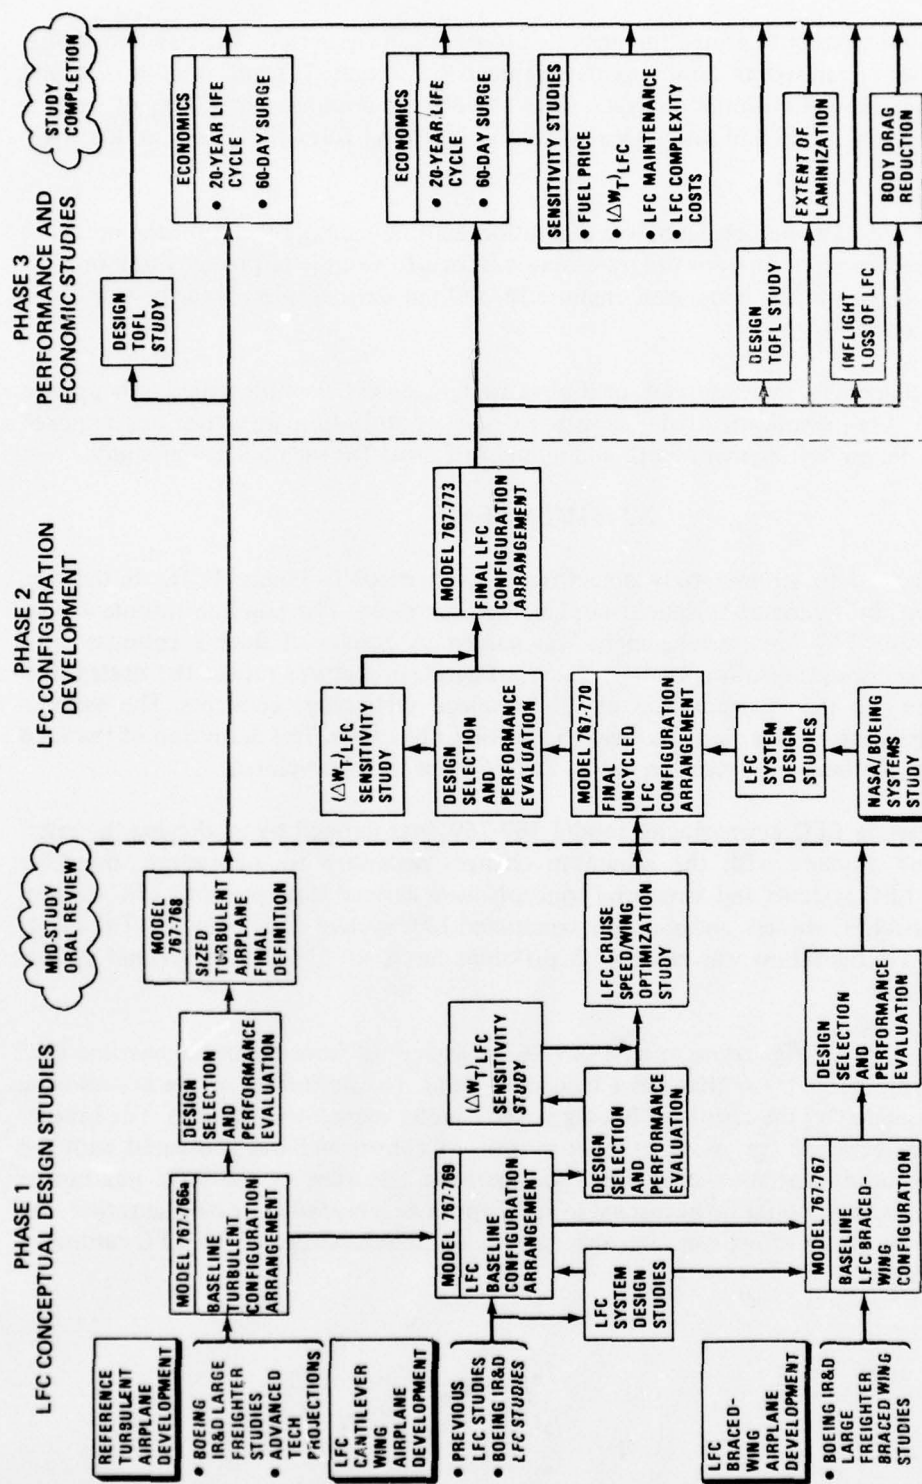 PHASE 1
LFC CONCEPTUAL DESIGN STUDIES
MID-STUDY
ORAL REVIEW
PHASE 2
LFC CONFIGURATION
DEVELOPMENT
PHASE 3
PERFORMANCE AND
ECONOMIC STUDIES
STUDY
COMPLETION
REFERENCE
TURBULENT
AIRPLANE
DEVELOPMENT
• BOEING
IR&D LARGE
FREIGHTER
STUDIES
• ADVANCED
TECH
PROJECTIONS
MODEL 767-766
BASELINE
TURBULENT
CONFIGURATION
ARRANGEMENT
DESIGN
SELECTION
AND
PERFORMANCE
EVALUATION
MODEL
767-768
SIZED
TURBULENT
AIRPLANE
FINAL
DEFINITION
DESIGN
TOFL
STUDY
ECONOMICS
• 20-YEAR LIFE
CYCLE
• 60-DAY SURGE
LFC
CANTILEVER
WING
AIRPLANE
DEVELOPMENT
• PREVIOUS
LFC STUDIES
• BOEING IR&D
LFC STUDIES
MODEL 767-769
LFC
BASELINE
CONFIGURATION
ARRANGEMENT
LFC
SYSTEM
DESIGN
STUDIES
DESIGN
SELECTION
AND
PERFORMANCE
EVALUATION
(ΔWT)LFC
SENSITIVITY
STUDY
LFC CRUISE
SPEED/WING
OPTIMIZATION
STUDY
(ΔWT)LFC
SENSITIVITY
STUDY
DESIGN
SELECTION
AND
PERFORMANCE
EVALUATION
MODEL 767-770
FINAL
UNCYCLED
LFC
CONFIGURATION
ARRANGEMENT
LFC
SYSTEM
DESIGN
STUDIES
NASA/BOEING
SYSTEMS
STUDY
MODEL 767-773
FINAL LFC
CONFIGURATION
ARRANGEMENT
ECONOMICS
• 20-YEAR LIFE
CYCLE
• 60-DAY SURGE
SENSITIVITY STUDIES
• FUEL PRICE
• (ΔWT)LFC
• LFC MAINTENANCE
• LFC COMPLEXITY
COSTS
DESIGN
TOFL STUDY
EXTENT OF
LAMINIZATION
INFLIGHT
LOSS OF LFC
BODY DRAG
REDUCTION
LFC
BRACED-
WING
AIRPLANE
DEVELOPMENT
• BOEING IR&D
LARGE
FREIGHTER
BRACED WING
STUDIES
MODEL 767-767
BASELINE
LFC BRACED-
WING
CONFIGURATION
DESIGN
SELECTION
AND
PERFORMANCE
EVALUATION